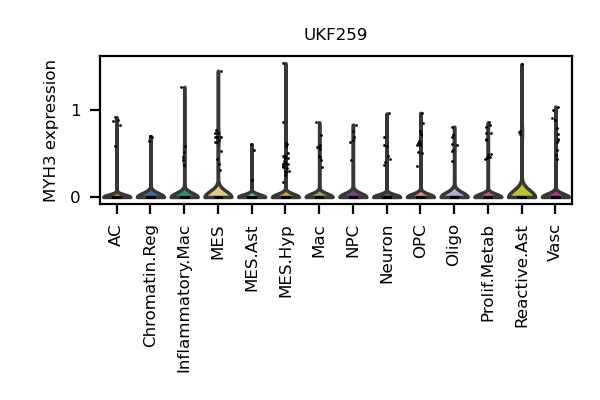 UKF259
MYH3 expression
1
0
AC
Chromatin.Reg
Inflammatory.Mac
MES
MES.Ast
MES.Hyp
Mac
NPC
Neuron
OPC
Oligo
Prolif.Metab
Reactive.Ast
Vasc